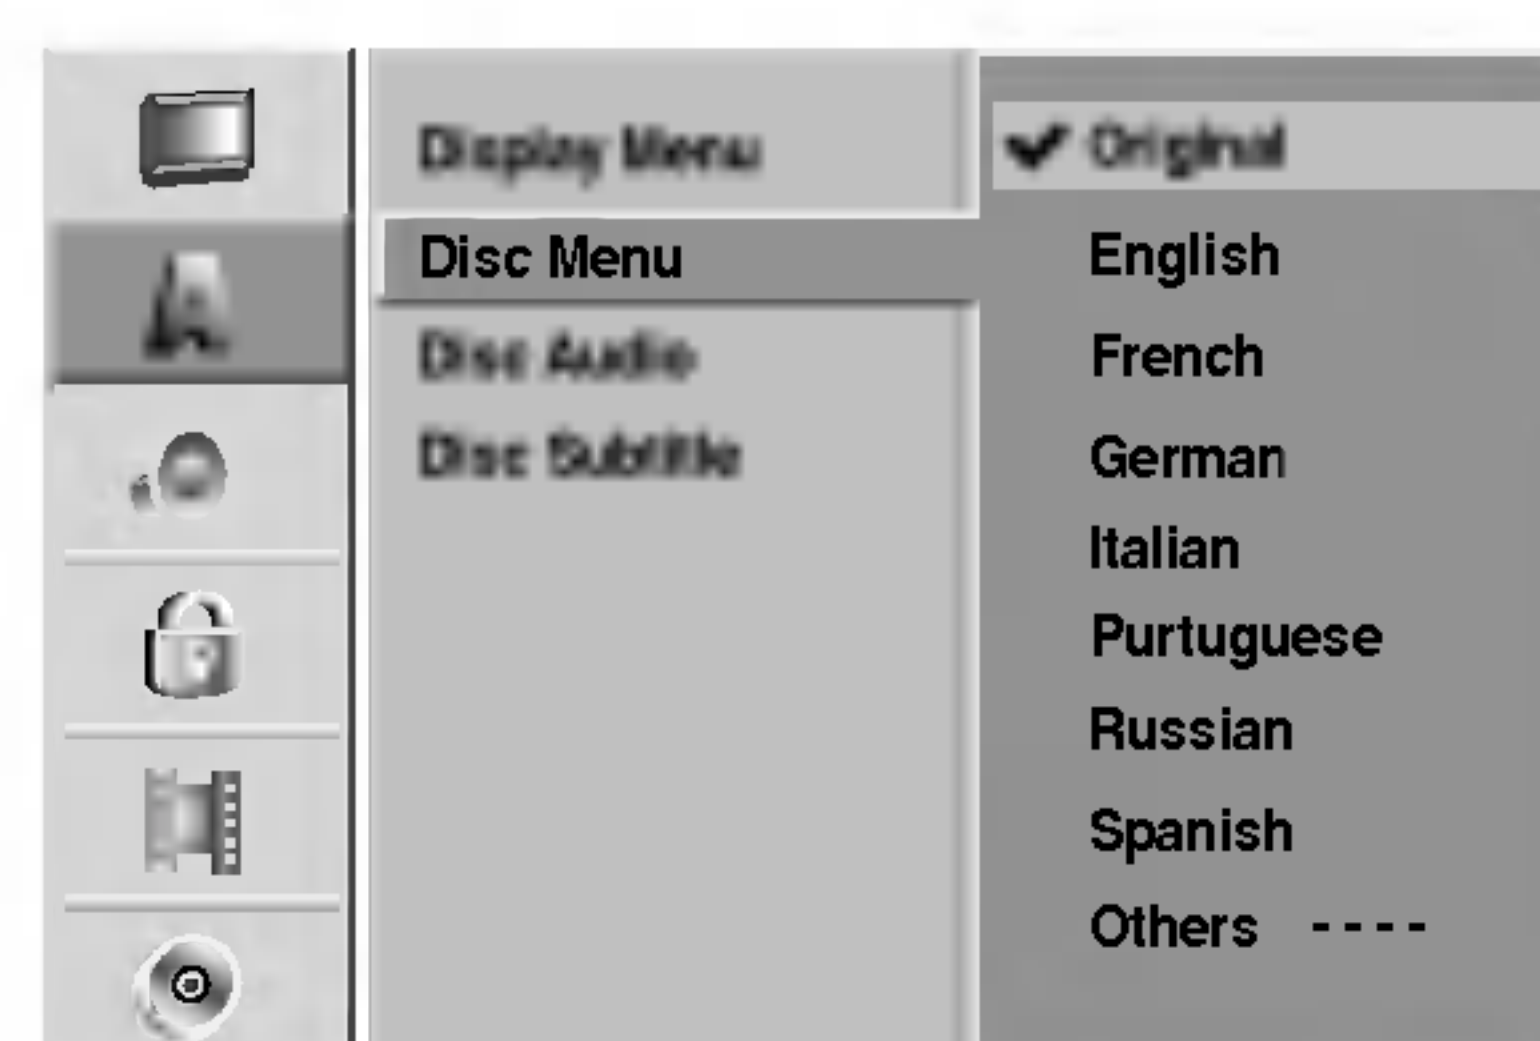 Display Menu
Disc Menu
Disc Audio
Disc Subtitle
Original
English
French
German
Italian
Purtuguese
Russian
Spanish
Others ----